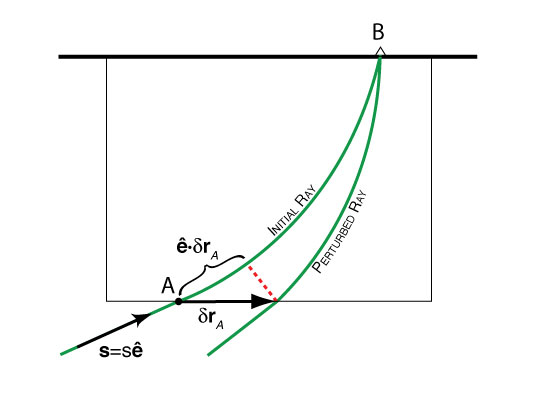 B
INITIAL RAY
PERTURBED RAY
ê·δr_A
A
δr_A
s=sê